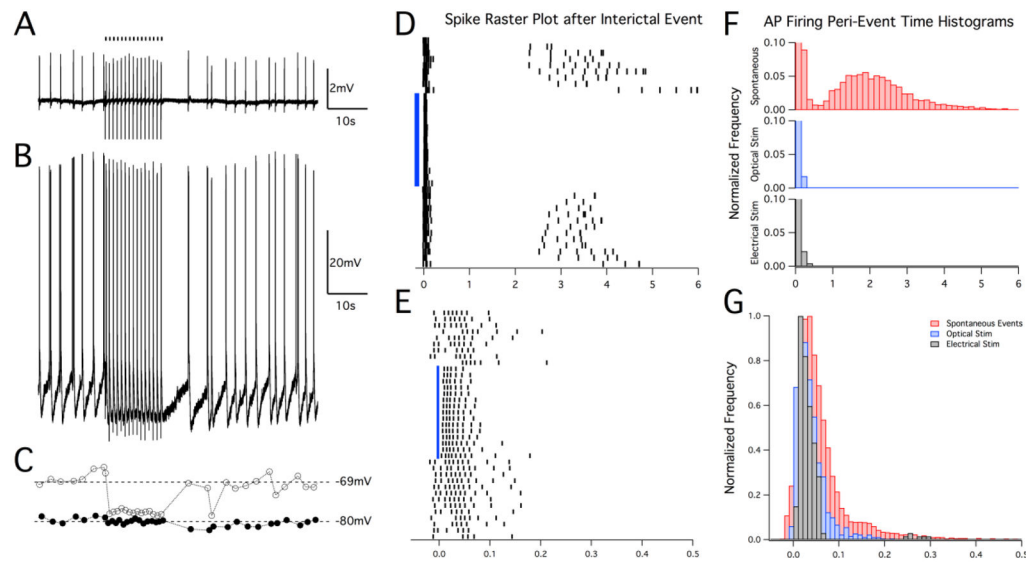 A
2mV
10s
B
20mV
10s
C
-69mV
-80mV
D Spike Raster Plot after Interictal Event
0 1 2 3 4 5 6
E
0.0 0.1 0.2 0.3 0.4 0.5
F AP Firing Peri-Event Time Histograms
Normalized Frequency
Spontaneous
0.10
0.05
0.00
Optical Stim
0.10
0.05
0.00
Electrical Stim
0.10
0.05
0.00
0 1 2 3 4 5 6
G
Normalized Frequency
1.0
0.8
0.6
0.4
0.2
0.0
Spontaneous Events
Optical Stim
Electrical Stim
0.0 0.1 0.2 0.3 0.4 0.5